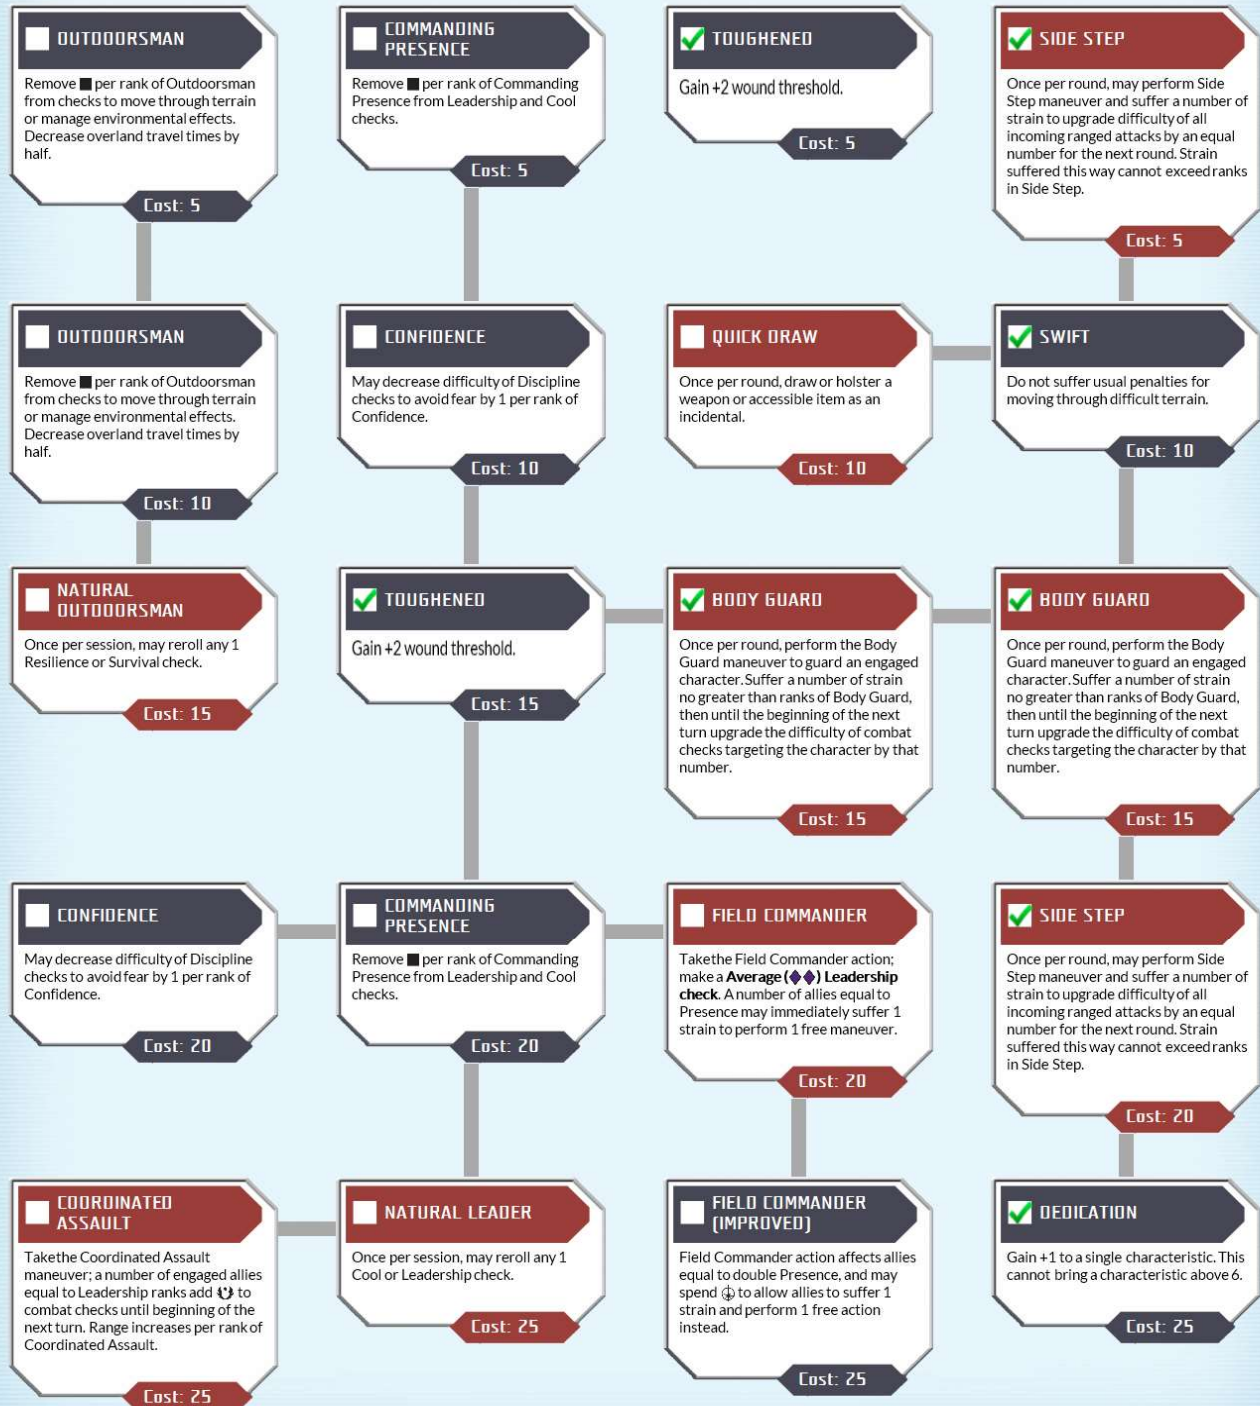 OUTDOORSMAN
Remove ■ per rank of Outdoorsman
from checks to move through terrain
or manage environmental effects.
Decrease overland travel times by
half.
Cost: 5
COMMANDING
PRESENCE
Remove ■ per rank of Commanding
Presence from Leadership and Cool
checks.
Cost: 5
TOUGHENED
Gain +2 wound threshold.
Cost: 5
SIDE STEP
Once per round, may perform Side
Step maneuver and suffer a number of
strain to upgrade difficulty of all
incoming ranged attacks by an equal
number for the next round. Strain
suffered this way cannot exceed ranks
in Side Step.
Cost: 5
OUTDOORSMAN
Remove ■ per rank of Outdoorsman
from checks to move through terrain
or manage environmental effects.
Decrease overland travel times by
half.
Cost: 10
CONFIDENCE
May decrease difficulty of Discipline
checks to avoid fear by 1 per rank of
Confidence.
Cost: 10
QUICK DRAW
Once per round, draw or holster a
weapon or accessible item as an
incidental.
Cost: 10
SWIFT
Do not suffer usual penalties for
moving through difficult terrain.
Cost: 10
NATURAL
OUTDOORSMAN
Once per session, may reroll any 1
Resilience or Survival check.
Cost: 15
TOUGHENED
Gain +2 wound threshold.
Cost: 15
BODY GUARD
Once per round, perform the Body
Guard maneuver to guard an engaged
character. Suffer a number of strain
no greater than ranks of Body Guard,
then until the beginning of the next
turn upgrade the difficulty of combat
checks targeting the character by that
number.
Cost: 15
BODY GUARD
Once per round, perform the Body
Guard maneuver to guard an engaged
character. Suffer a number of strain
no greater than ranks of Body Guard,
then until the beginning of the next
turn upgrade the difficulty of combat
checks targeting the character by that
number.
Cost: 15
CONFIDENCE
May decrease difficulty of Discipline
checks to avoid fear by 1 per rank of
Confidence.
Cost: 20
COMMANDING
PRESENCE
Remove ■ per rank of Commanding
Presence from Leadership and Cool
checks.
Cost: 20
FIELD COMMANDER
Takethe Field Commander action;
make a Average (◆◆) Leadership
check. A number of allies equal to
Presence may immediately suffer 1
strain to perform 1 free maneuver.
Cost: 20
SIDE STEP
Once per round, may perform Side
Step maneuver and suffer a number of
strain to upgrade difficulty of all
incoming ranged attacks by an equal
number for the next round. Strain
suffered this way cannot exceed ranks
in Side Step.
Cost: 20
COORDINATED
ASSAULT
Takethe Coordinated Assault
maneuver; a number of engaged allies
equal to Leadership ranks add to
combat checks until beginning of the
next turn. Range increases per rank of
Coordinated Assault.
Cost: 25
NATURAL LEADER
Once per session, may reroll any 1
Cool or Leadership check.
Cost: 25
FIELD COMMANDER
(IMPROVED)
Field Commander action affects allies
equal to double Presence, and may
spend to allow allies to suffer 1
strain and perform 1 free action
instead.
Cost: 25
DEDICATION
Gain +1 to a single characteristic. This
cannot bring a characteristic above 6.
Cost: 25